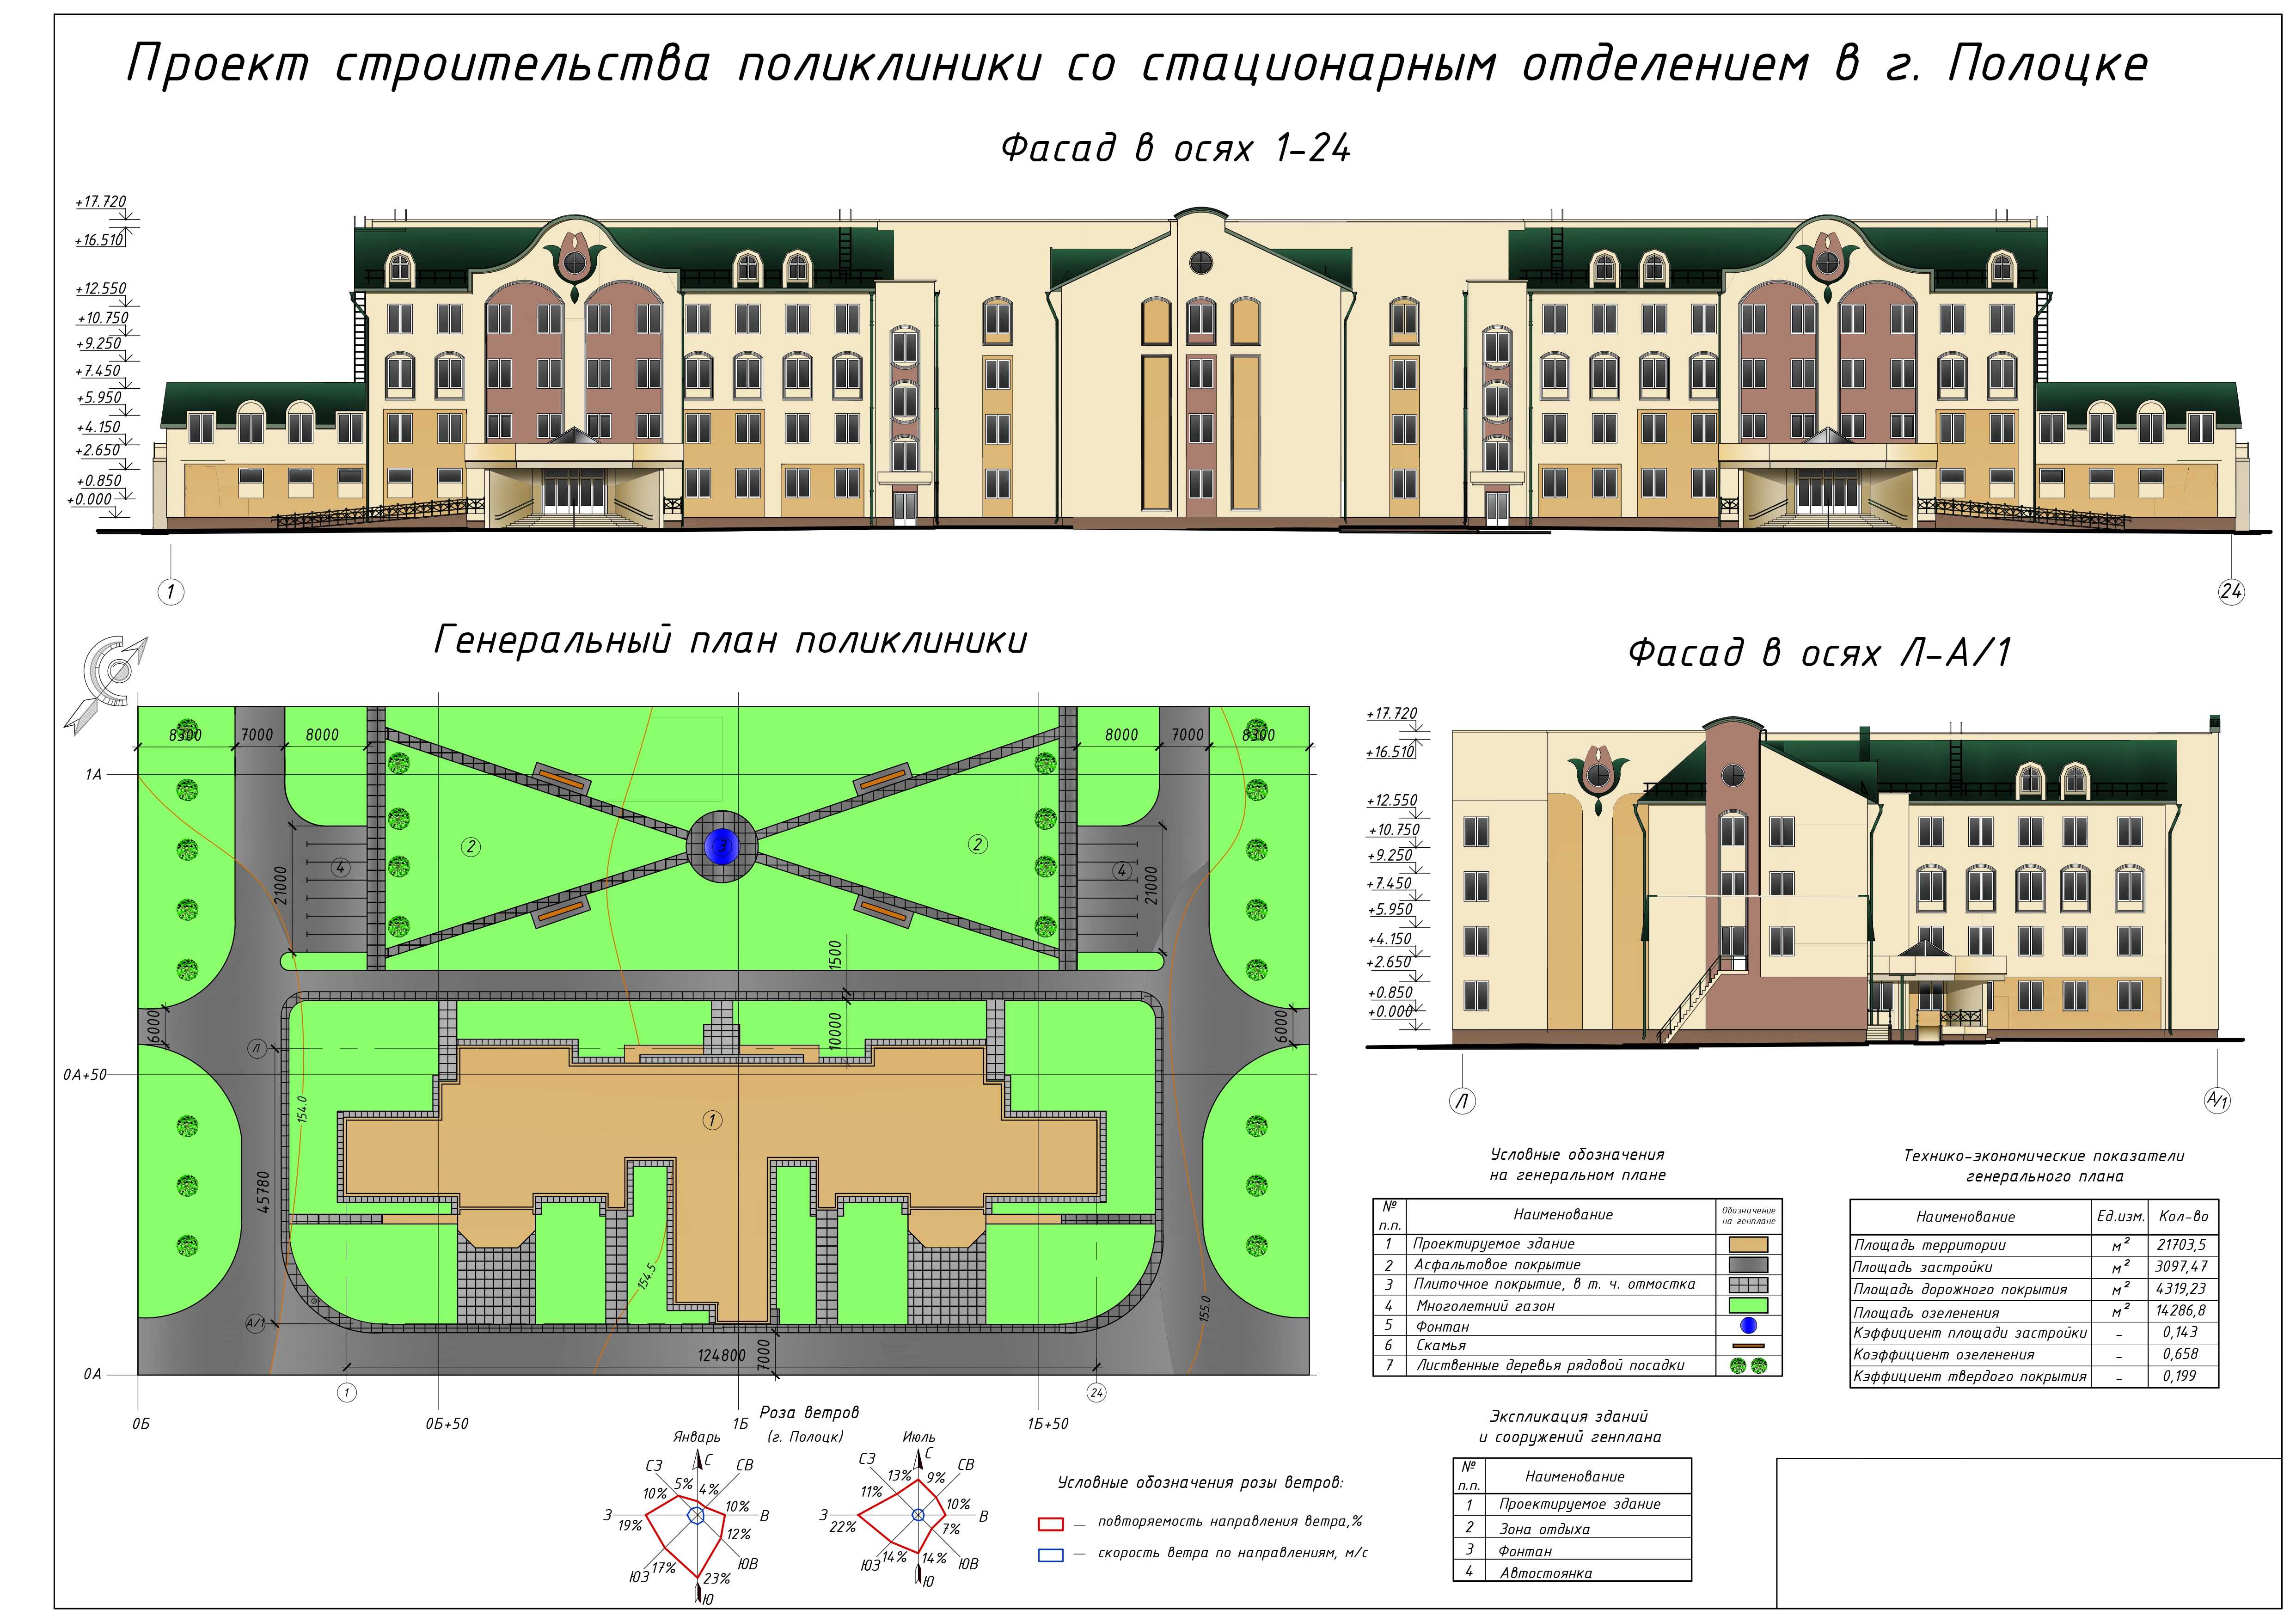 Проект строительства поликлиники со стационарным отделением в г. Полоцке
Фасад в осях 1-24
+17.720
+16.510
+12.550
+10.750
+9.250
+7.450
+5.950
+4.150
+2.650
+0.850
+0.000
1
24
Генеральный план поликлиники
8300
7000
8000
8000
7000
8300
1А
2
3
2
4
4
21000
21000
1500
10000
6000
6000
Л
0А+50
154.0
1
45780
154.5
155.0
А/1
124800
7000
0А
1
24
0Б
0Б+50
1Б
1Б+50
Фасад в осях Л-А/1
+17.720
+16.510
+12.550
+10.750
+9.250
+7.450
+5.950
+4.150
+2.650
+0.850
+0.000
Л
А/1
Условные обозначения
на генеральном плане
№ п.п.
Наименование
Обозначение на генплане
1 Проектируемое здание
2 Асфальтовое покрытие
3 Плиточное покрытие, в т. ч. отмостка
4 Многолетний газон
5 Фонтан
6 Скамья
7 Лиственные деревья рядовой посадки
Технико-экономические показатели
генерального плана
Наименование Ед.изм. Кол-во
Площадь территории м² 21703,5
Площадь застройки м² 3097,47
Площадь дорожного покрытия м² 4319,23
Площадь озеленения м² 14286,8
Кэффициент площади застройки - 0,143
Коэффициент озеленения - 0,658
Кэффициент твердого покрытия - 0,199
Роза ветров
(г. Полоцк)
Январь
С
СВ
В
ЮВ
Ю
ЮЗ
З
СЗ
5%
4%
10%
10%
12%
19%
17%
23%
Июль
С
СВ
В
ЮВ
Ю
ЮЗ
З
СЗ
13%
9%
11%
10%
7%
22%
14%
14%
Условные обозначения розы ветров:
— повторяемость направления ветра,%
— скорость ветра по направлениям, м/с
Экспликация зданий
и сооружений генплана
№ п.п.
Наименование
1 Проектируемое здание
2 Зона отдыха
3 Фонтан
4 Автостоянка